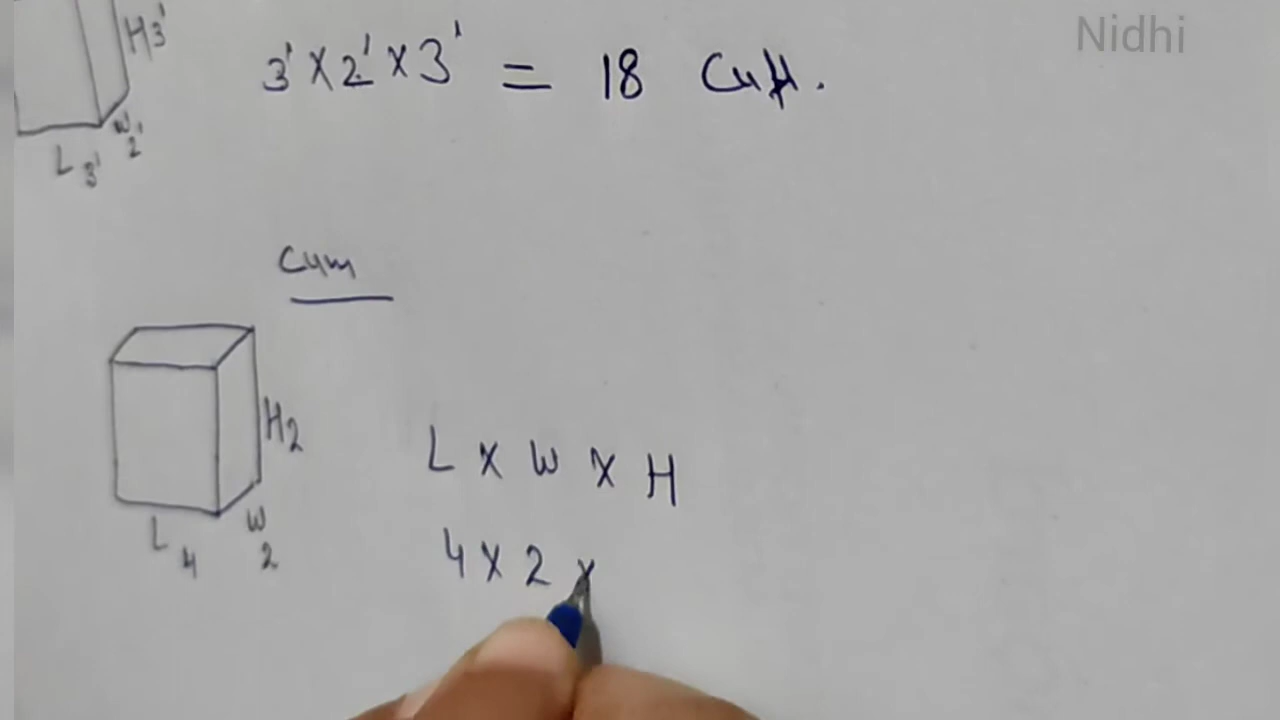 Nidhi
H3'
3' X 2' X 3' = 18 Cuft.
W
2'
L 3'
Cum
H2
L X W X H
L 4
W
2
4 X 2 X